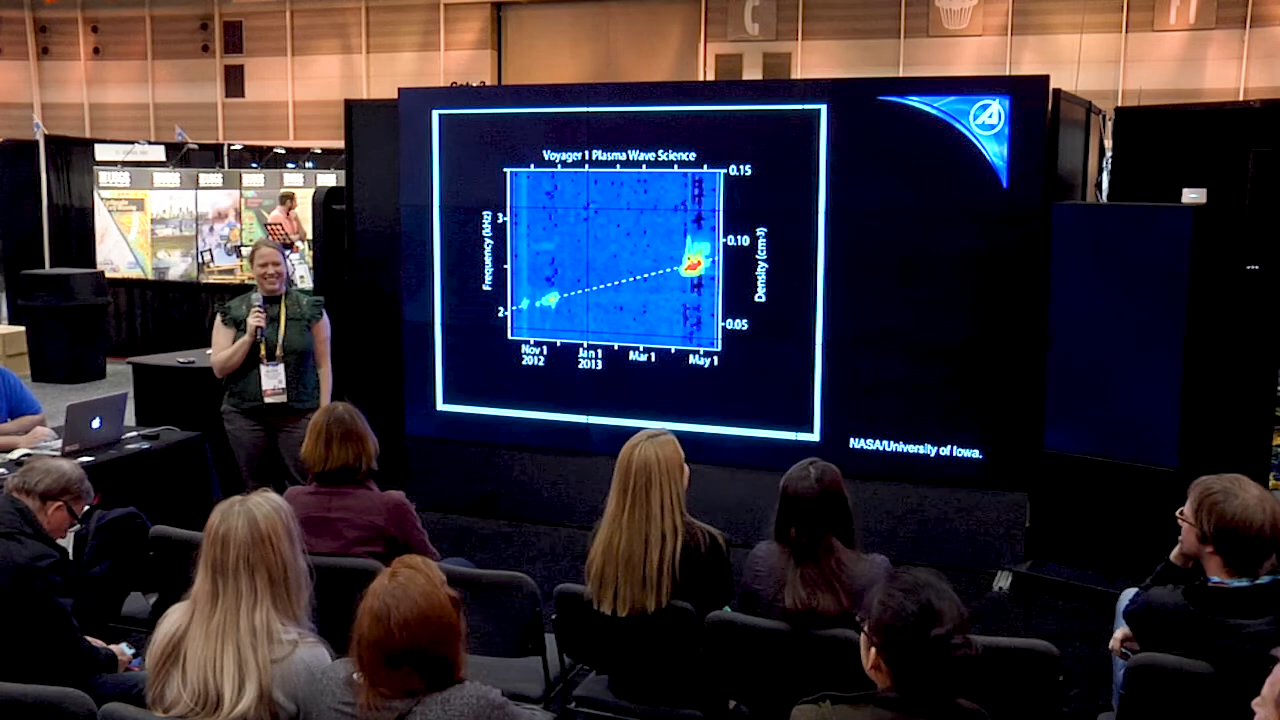 C
Voyager 1 Plasma Wave Science
0.15
3
0.10
Frequency (kHz)
Density (cm⁻³)
2
0.05
Nov 1
2012
Jan 1
2013
Mar 1
May 1
NASA/University of Iowa.